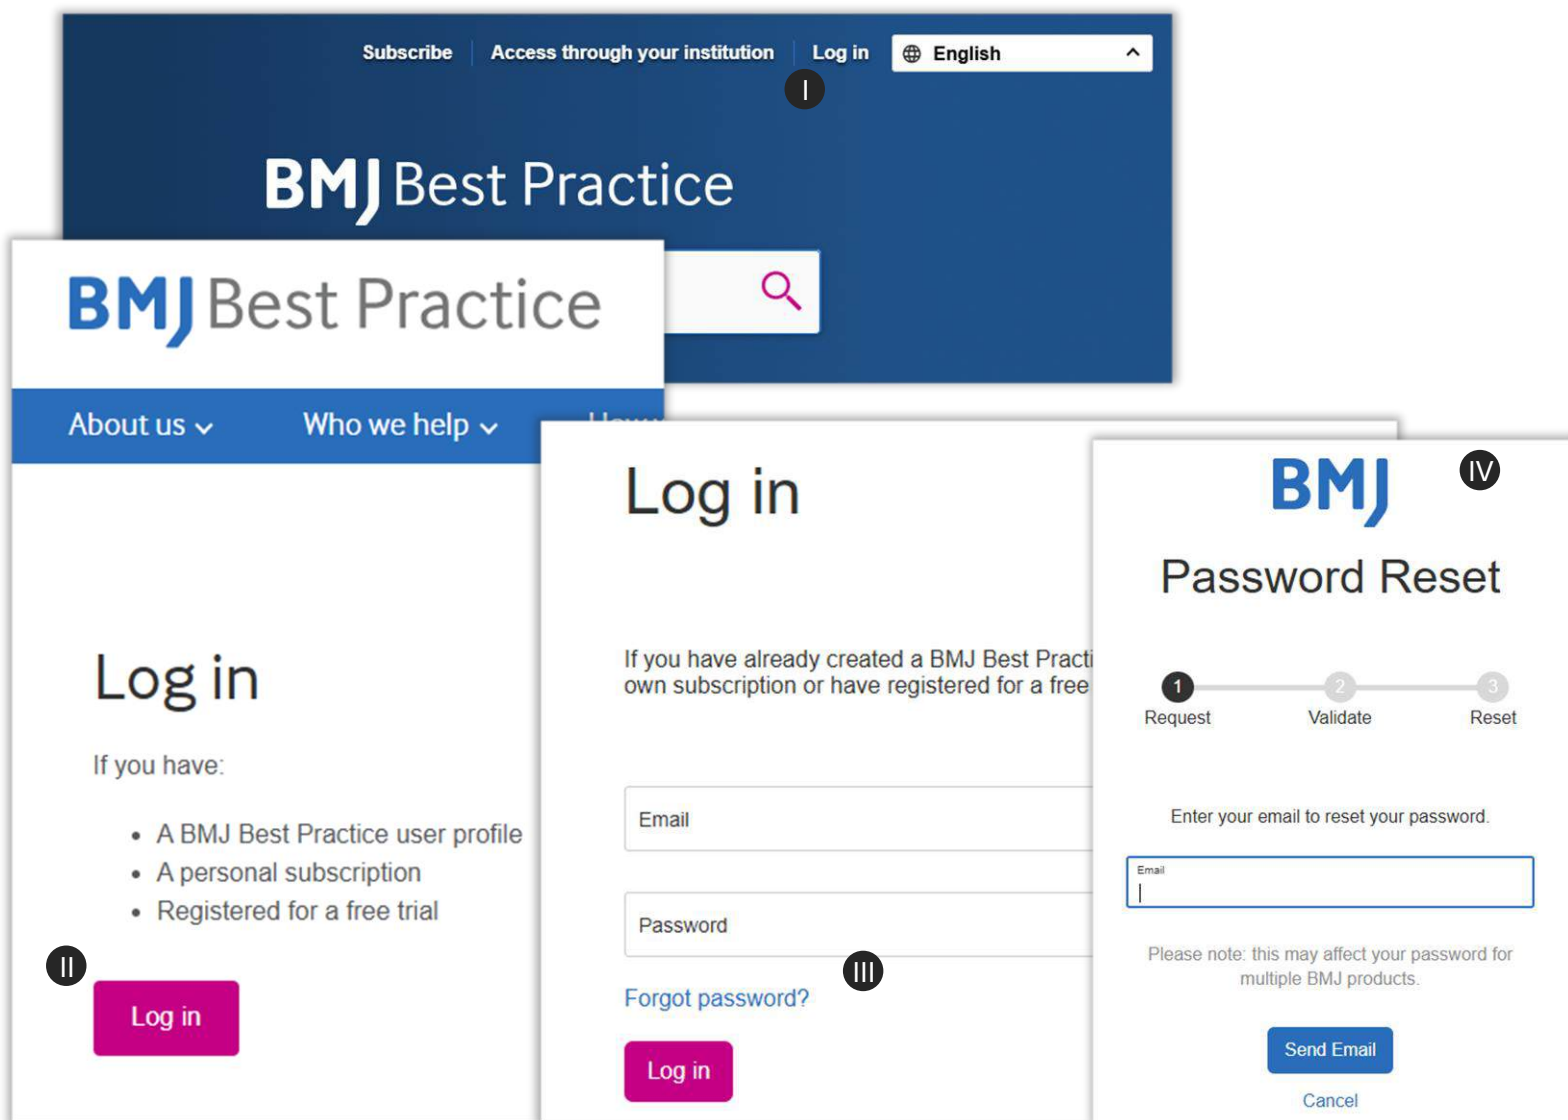 Subscribe Access through your institution Log in English
I
BMJ Best Practice
BMJ Best Practice
About us Who we help
Log in
If you have:
• A BMJ Best Practice user profile
• A personal subscription
• Registered for a free trial
II
Log in
Log in
If you have already created a BMJ Best Practi
own subscription or have registered for a free
Email
Password
III
Forgot password?
Log in
BMJ
IV
Password Reset
1 2 3
Request Validate Reset
Enter your email to reset your password.
Email
Please note: this may affect your password for
multiple BMJ products.
Send Email
Cancel